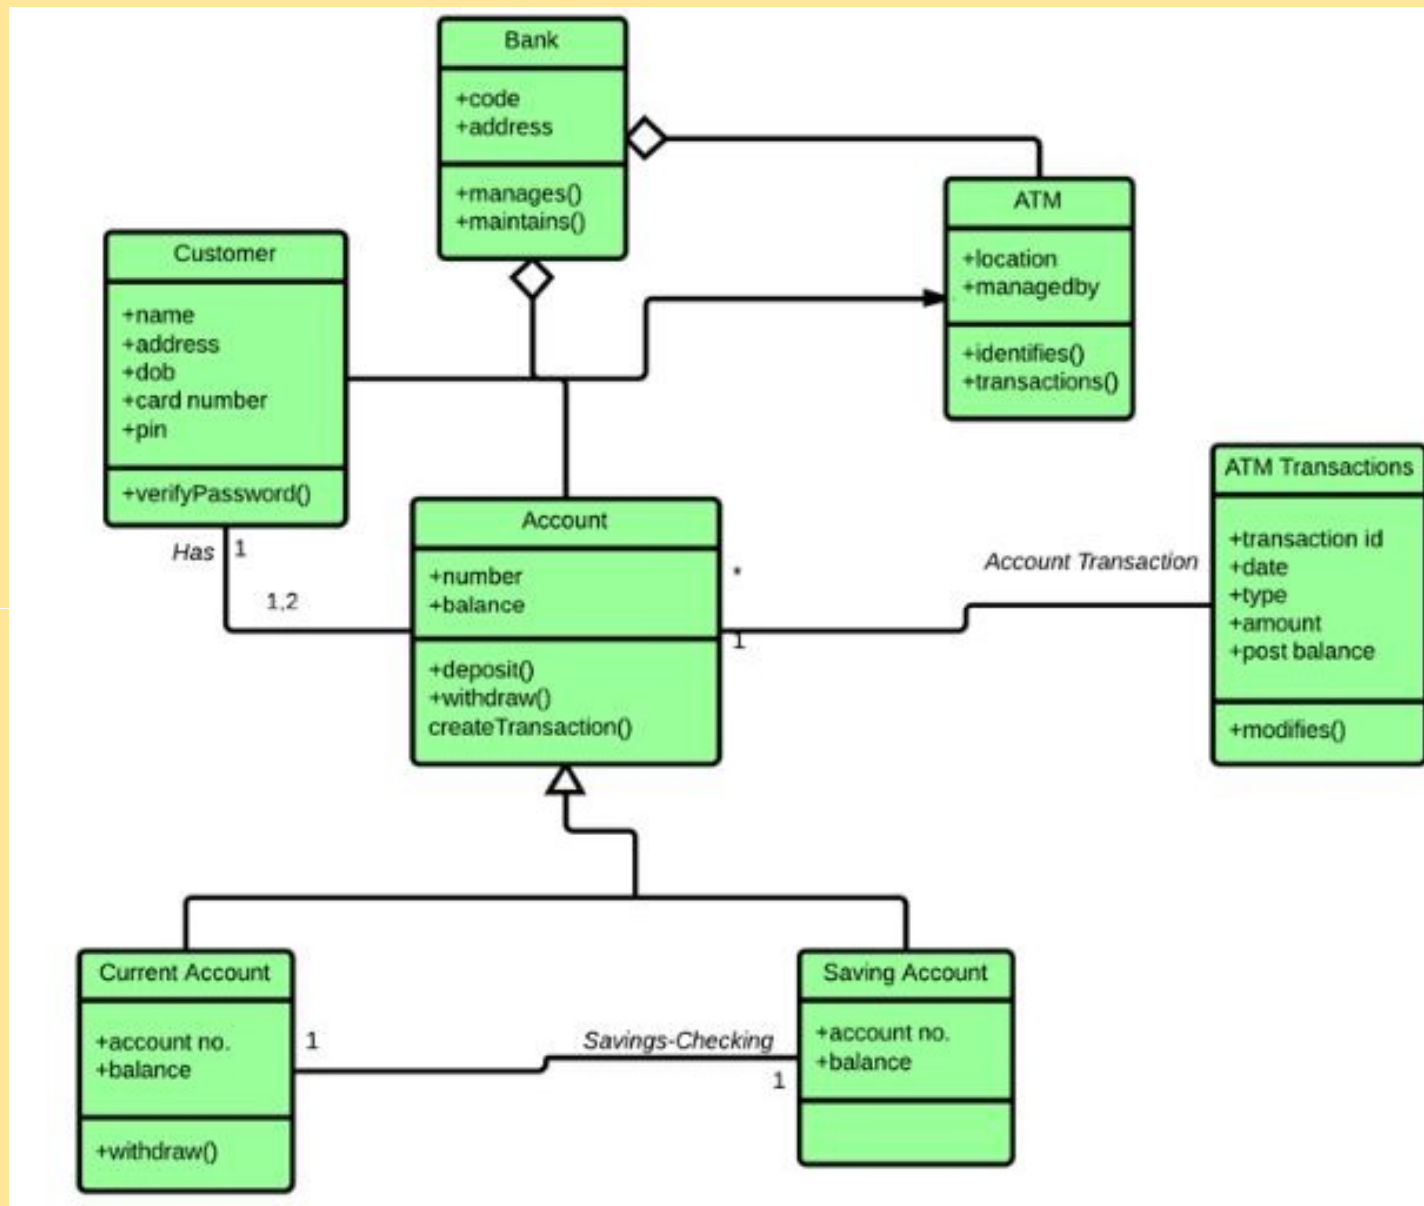 Bank
+code
+address
+manages()
+maintains()
ATM
+location
+managedby
+identifies()
+transactions()
Customer
+name
+address
+dob
+card number
+pin
+verifyPassword()
Has
1
1,2
Account
+number
+balance
+deposit()
+withdraw()
createTransaction()
*
1
Account Transaction
ATM Transactions
+transaction id
+date
+type
+amount
+post balance
+modifies()
Current Account
+account no.
+balance
+withdraw()
1
Savings-Checking
1
Saving Account
+account no.
+balance